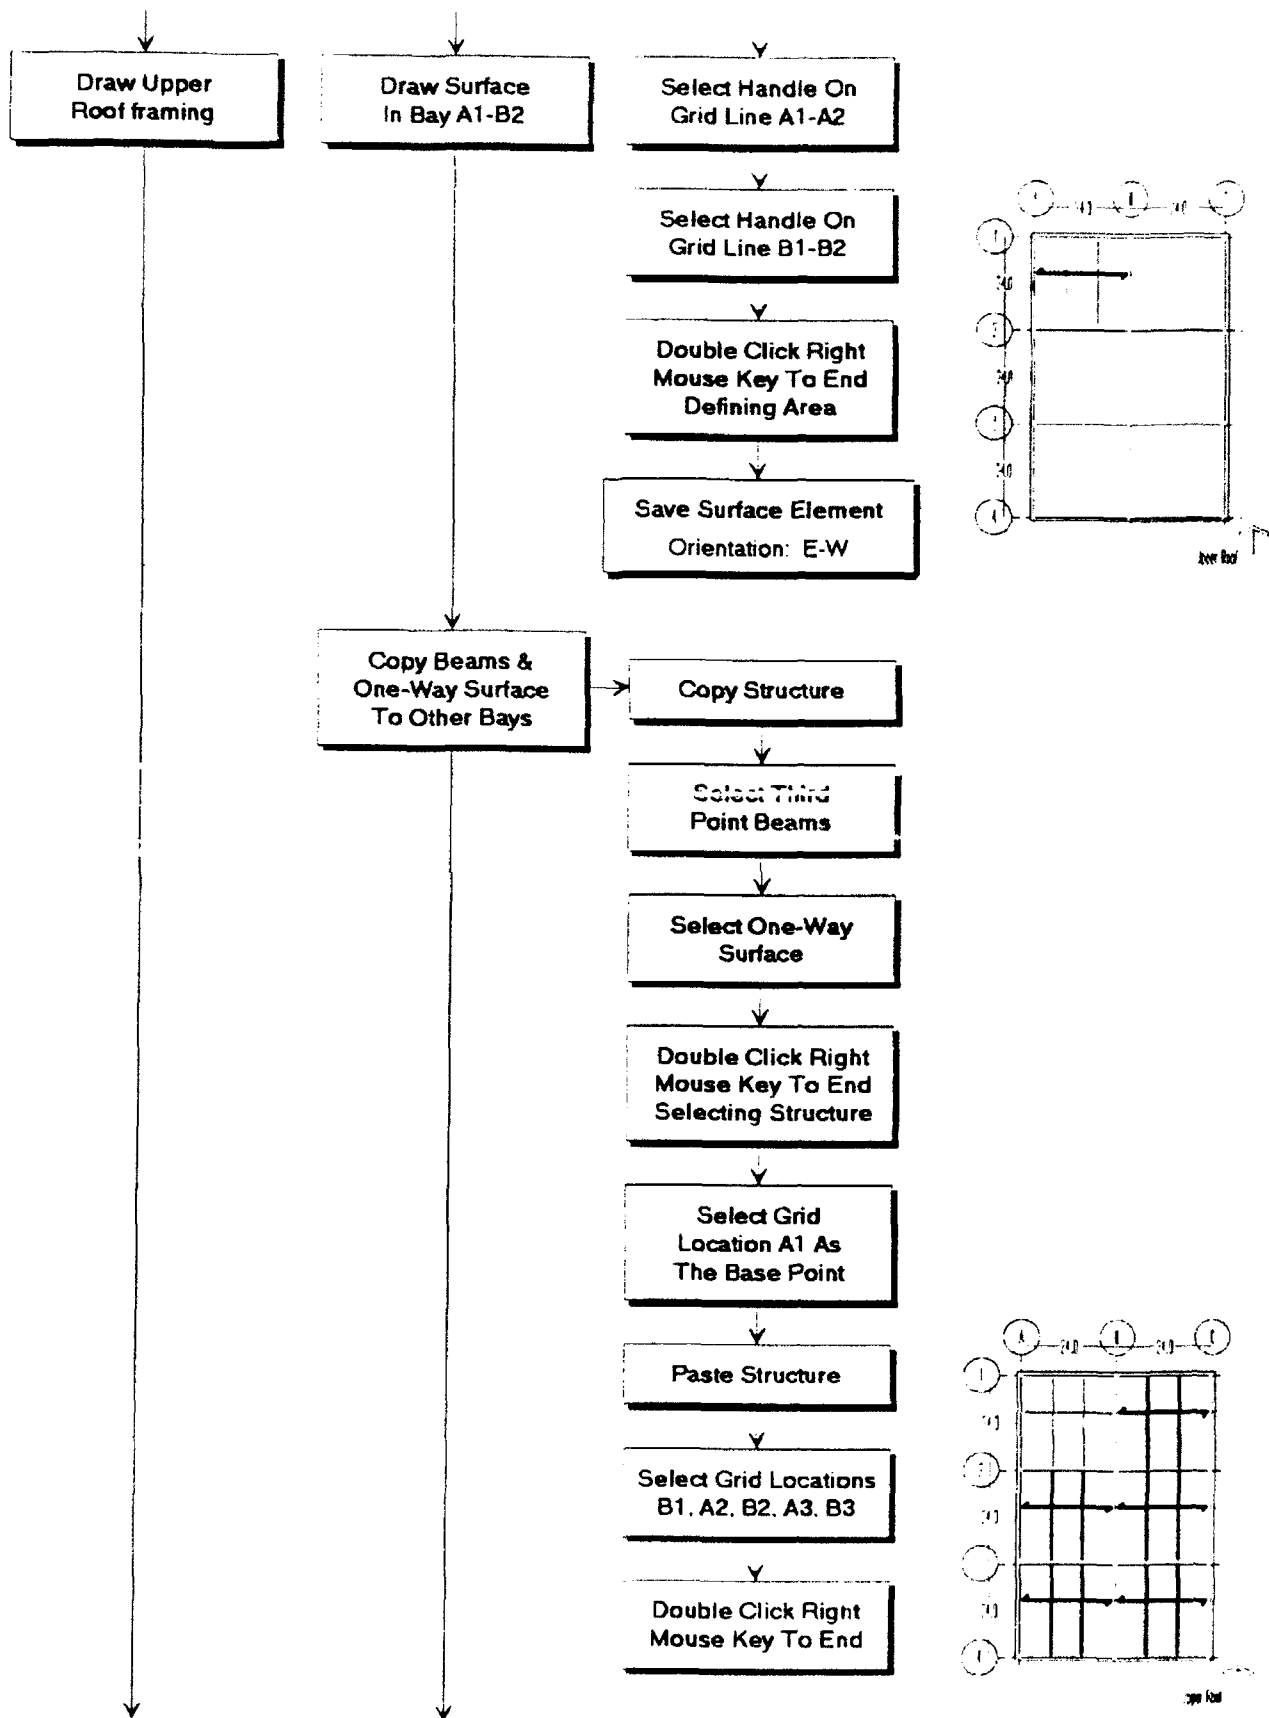 Draw Upper
Roof framing
Draw Surface
In Bay A1-B2
Select Handle On
Grid Line A1-A2
Select Handle On
Grid Line B1-B2
Double Click Right
Mouse Key To End
Defining Area
Save Surface Element
Orientation: E-W
Copy Beams &
One-Way Surface
To Other Bays
Copy Structure
Select Third
Point Beams
Select One-Way
Surface
Double Click Right
Mouse Key To End
Selecting Structure
Select Grid
Location A1 As
The Base Point
Paste Structure
Select Grid Locations
B1, A2, B2, A3, B3
Double Click Right
Mouse Key To End